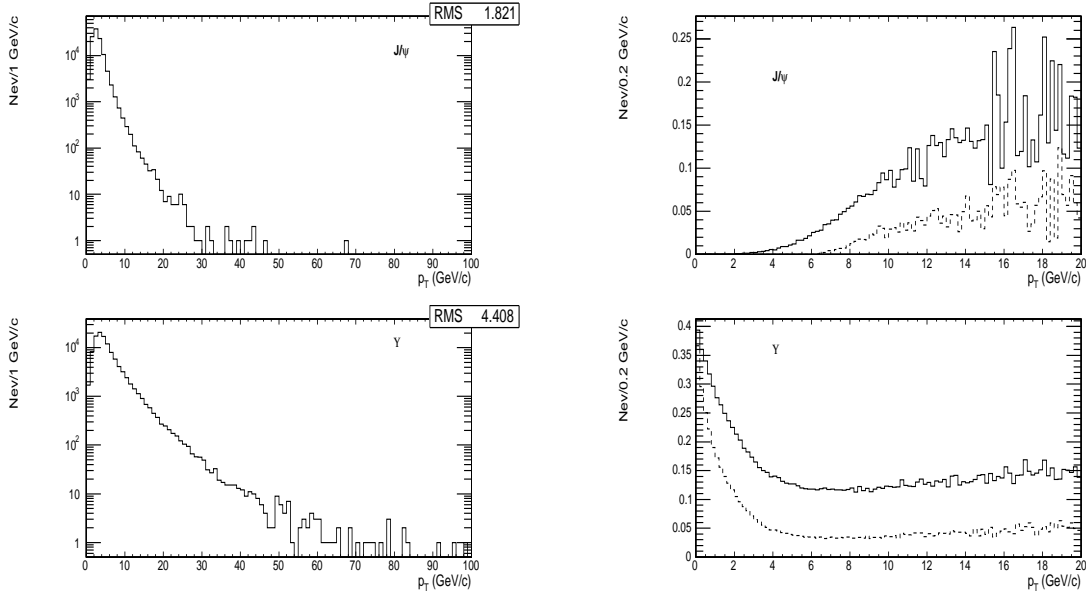 RMS 1.821
Nev/1 GeV/c
J/ψ
10⁴
10³
10²
10
1
0 10 20 30 40 50 60 70 80 90 100
p_T (GeV/c)
Nev/0.2 GeV/c
J/ψ
0.25
0.2
0.15
0.1
0.05
0
0 2 4 6 8 10 12 14 16 18 20
p_T (GeV/c)
RMS 4.408
Nev/1 GeV/c
ϒ
10⁴
10³
10²
10
1
0 10 20 30 40 50 60 70 80 90 100
p_T (GeV/c)
Nev/0.2 GeV/c
ϒ
0.4
0.35
0.3
0.25
0.2
0.15
0.1
0.05
0
0 2 4 6 8 10 12 14 16 18 20
p_T (GeV/c)